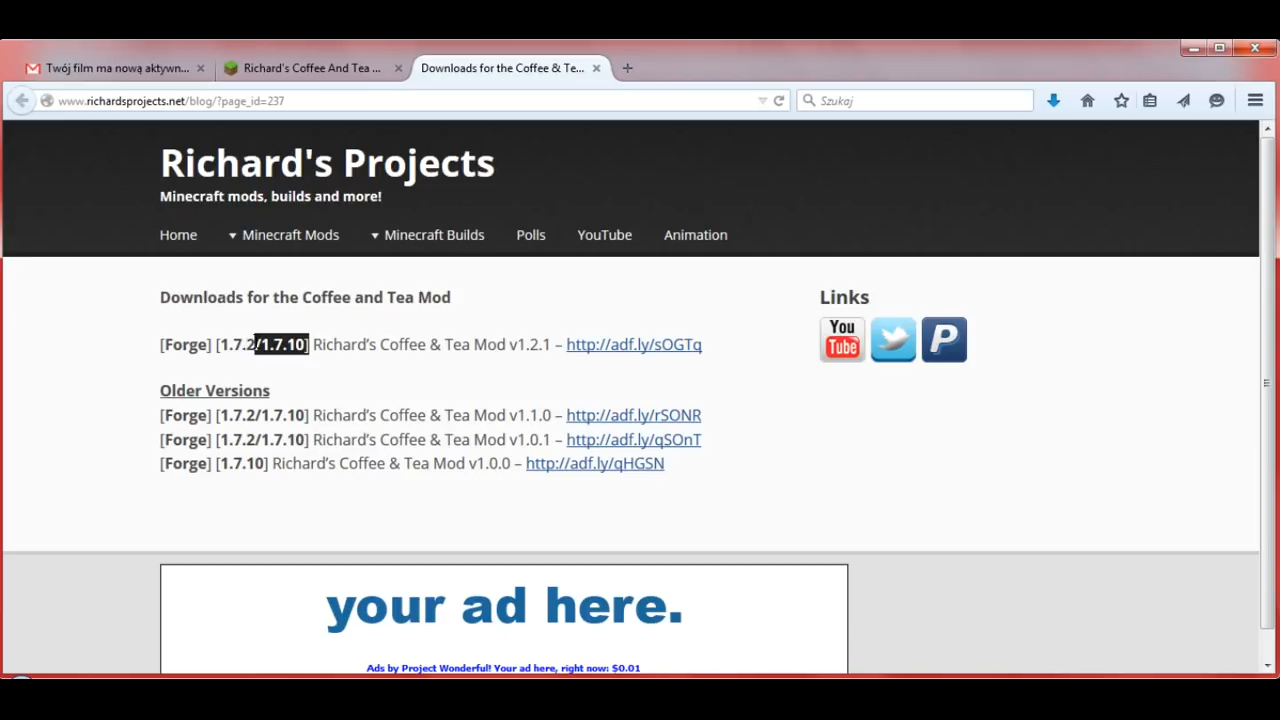 Twój film ma nową aktywn...
Richard's Coffee And Tea ...
Downloads for the Coffee & Te...
www.richardsprojects.net/blog/?page_id=237
Szukaj
Richard's Projects
Minecraft mods, builds and more!
Home
Minecraft Mods
Minecraft Builds
Polls
YouTube
Animation
Downloads for the Coffee and Tea Mod
Links
[Forge] [1.7.2/1.7.10] Richard’s Coffee & Tea Mod v1.2.1 – http://adf.ly/sOGTq
You
Tube
P
Older Versions
[Forge] [1.7.2/1.7.10] Richard’s Coffee & Tea Mod v1.1.0 – http://adf.ly/rSONR
[Forge] [1.7.2/1.7.10] Richard’s Coffee & Tea Mod v1.0.1 – http://adf.ly/qSOnT
[Forge] [1.7.10] Richard’s Coffee & Tea Mod v1.0.0 – http://adf.ly/qHGSN
your ad here.
Ads by Project Wonderful! Your ad here, right now: $0.01